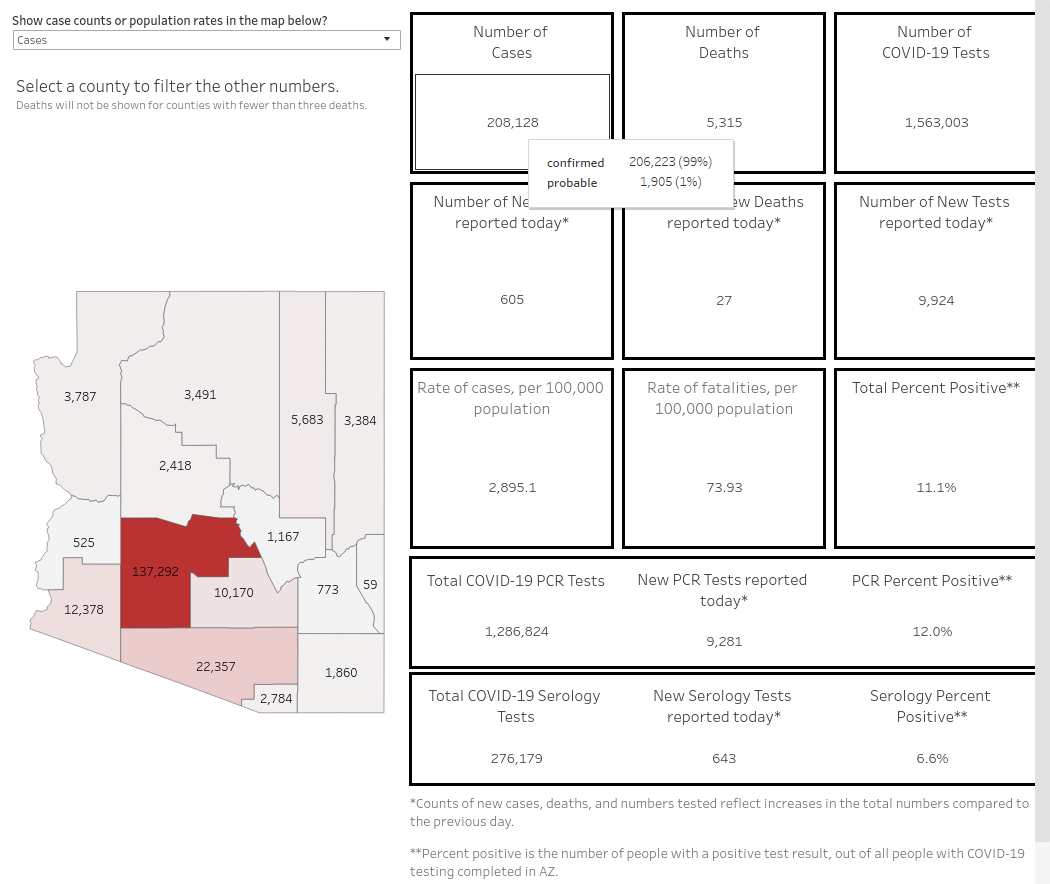 Show case counts or population rates in the map below?
Cases
Select a county to filter the other numbers.
Deaths will not be shown for counties with fewer than three deaths.
3,787
3,491
5,683
3,384
2,418
525
1,167
137,292
10,170
773
59
12,378
22,357
1,860
2,784
Number of
Cases
208,128
Number of
Deaths
5,315
Number of
COVID-19 Tests
1,563,003
confirmed 206,223 (99%)
probable 1,905 (1%)
Number of
reported today*
605
Deaths
reported today*
27
Number of New Tests
reported today*
9,924
Rate of cases, per 100,000
population
2,895.1
Rate of fatalities, per
100,000 population
73.93
Total Percent Positive**
11.1%
Total COVID-19 PCR Tests
1,286,824
New PCR Tests reported
today*
9,281
PCR Percent Positive**
12.0%
Total COVID-19 Serology
Tests
276,179
New Serology Tests
reported today*
643
Serology Percent
Positive**
6.6%
*Counts of new cases, deaths, and numbers tested reflect increases in the total numbers compared to
the previous day.
**Percent positive is the number of people with a positive test result, out of all people with COVID-19
testing completed in AZ.